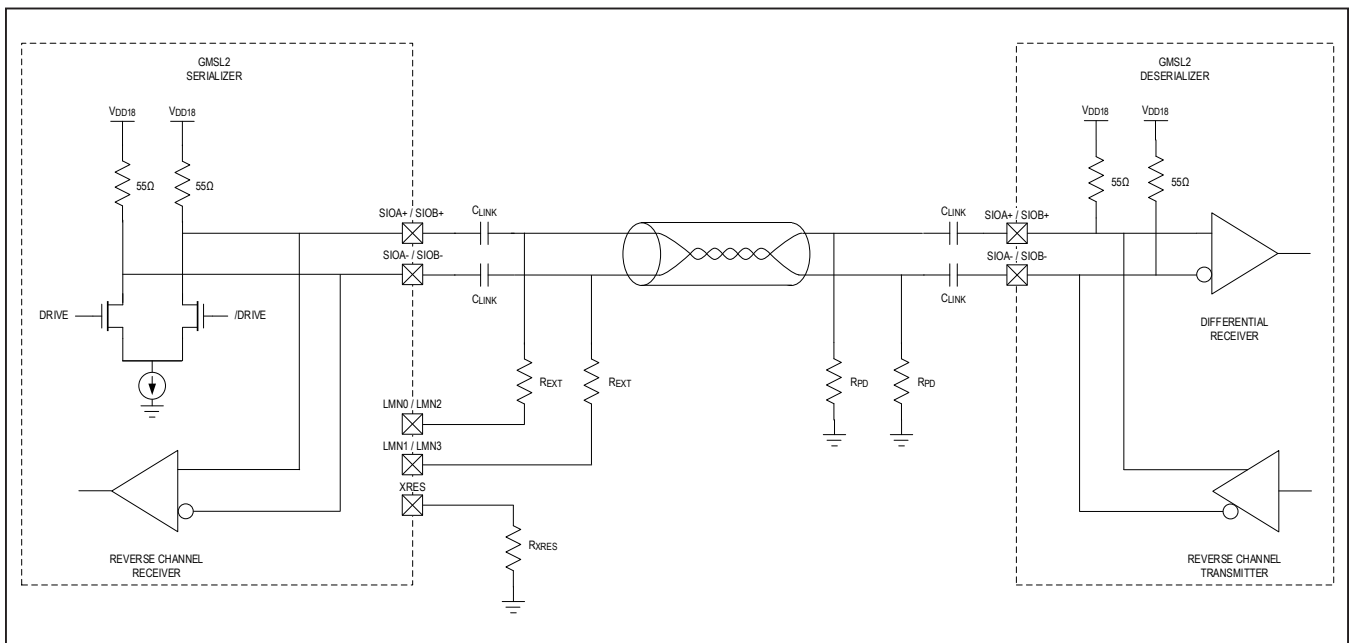 GMSL2
SERIALIZER
GMSL2
DESERIALIZER
VDD18
VDD18
VDD18
VDD18
55Ω
55Ω
55Ω
55Ω
SIOA+ / SIOB+
CLINK
CLINK
SIOA+ / SIOB+
SIOA- / SIOB-
SIOA- / SIOB-
CLINK
CLINK
DRIVE
/DRIVE
DIFFERENTIAL
RECEIVER
REXT
REXT
RPD
RPD
LMN0 / LMN2
LMN1 / LMN3
XRES
RXRES
REVERSE CHANNEL
RECEIVER
REVERSE CHANNEL
TRANSMITTER